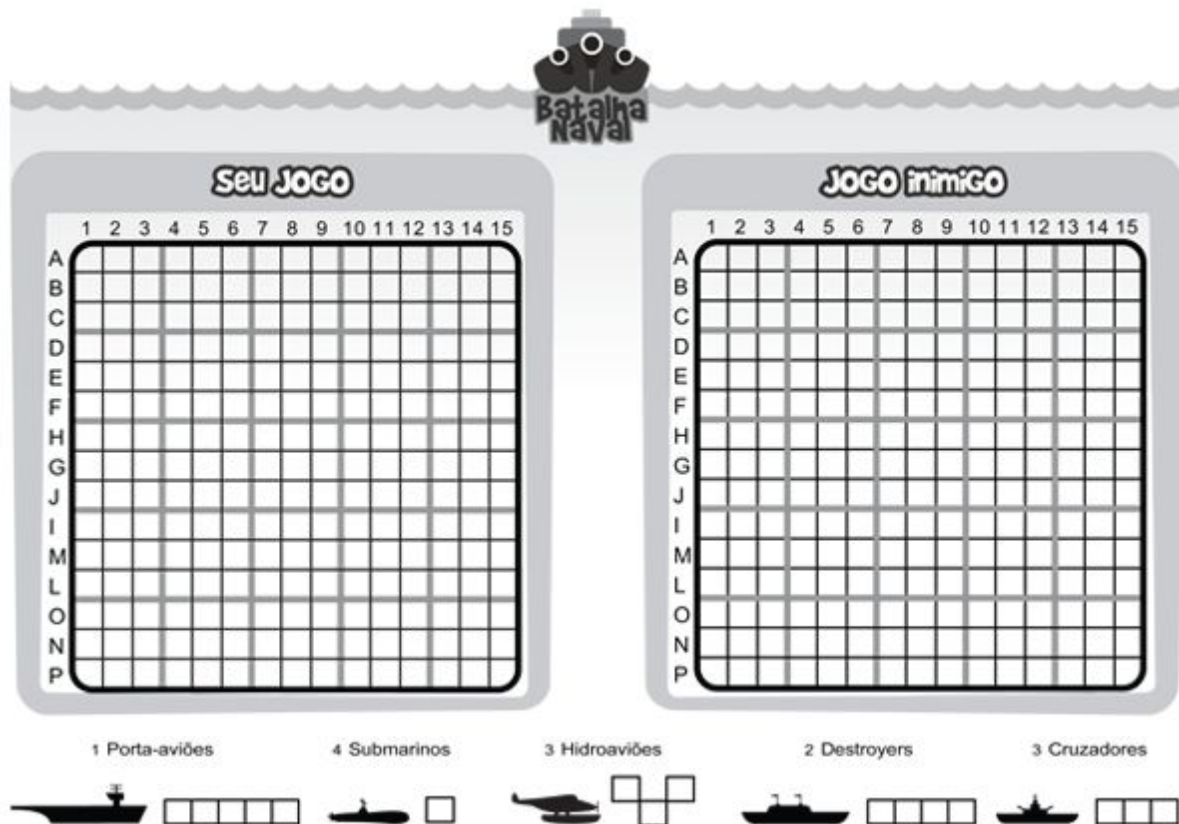 Batalha
Naval
Seu JOGO
1 2 3 4 5 6 7 8 9 10 11 12 13 14 15
A
B
C
D
E
F
H
G
J
I
M
L
O
N
P
JOGO inimiGO
1 2 3 4 5 6 7 8 9 10 11 12 13 14 15
A
B
C
D
E
F
H
G
J
I
M
L
O
N
P
1 Porta-aviões
4 Submarinos
3 Hidroaviões
2 Destroyers
3 Cruzadores